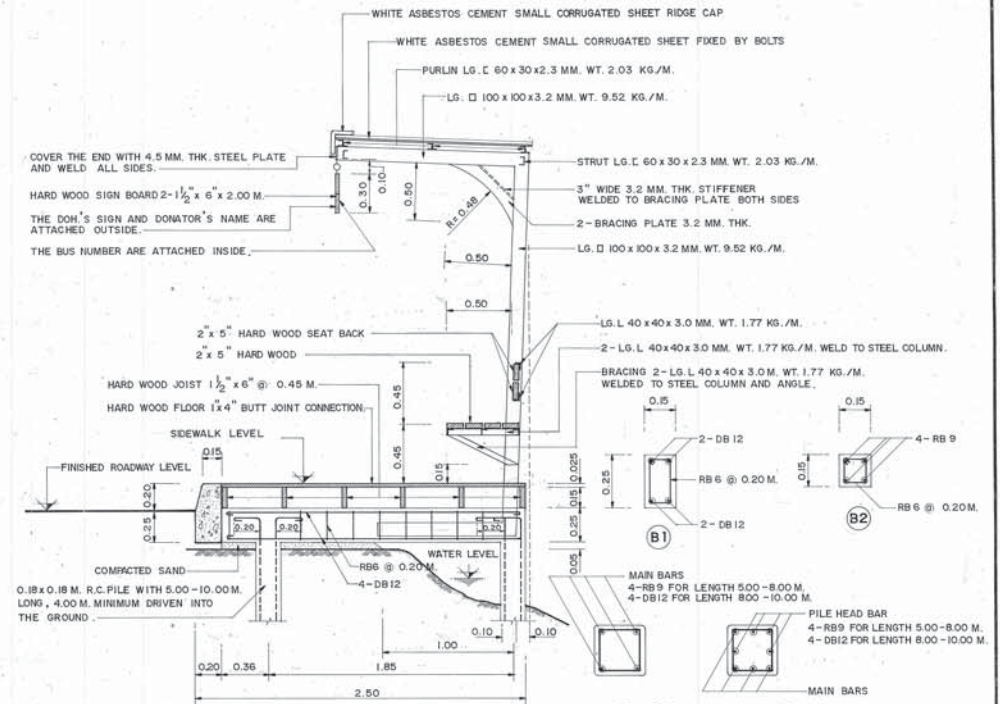 WHITE ASBESTOS CEMENT SMALL CORRUGATED SHEET RIDGE CAP
WHITE ASBESTOS CEMENT SMALL CORRUGATED SHEET FIXED BY BOLTS
PURLIN LG. C 60 x 30 x 2.3 MM. WT. 2.03 KG./M.
LG. □ 100 x 100 x 3.2 MM. WT. 9.52 KG./M.
COVER THE END WITH 4.5 MM. THK. STEEL PLATE
AND WELD ALL SIDES.
HARD WOOD SIGN BOARD 2-1 1/2" x 6" x 2.00 M.
THE DOH.'S SIGN AND DONATOR'S NAME ARE
ATTACHED OUTSIDE.
THE BUS NUMBER ARE ATTACHED INSIDE.
0.30
0.10
0.50
R=0.48
0.50
0.50
STRUT LG. C 60 x 30 x 2.3 MM. WT. 2.03 KG./M.
3" WIDE 3.2 MM. THK. STIFFENER
WELDED TO BRACING PLATE BOTH SIDES
2-BRACING PLATE 3.2 MM. THK.
LG. □ 100 x 100 x 3.2 MM. WT. 9.52 KG./M.
2" x 5" HARD WOOD SEAT BACK
2" x 5" HARD WOOD
HARD WOOD JOIST 1 1/2" x 6" @ 0.45 M.
HARD WOOD FLOOR 1" x 4" BUTT JOINT CONNECTION
SIDEWALK LEVEL
0.15
FINISHED ROADWAY LEVEL
0.45
0.45
0.15
LG. L 40 x 40 x 3.0 MM. WT. 1.77 KG./M.
2-LG. L 40 x 40 x 3.0 MM. WT. 1.77 KG./M. WELD TO STEEL COLUMN.
BRACING 2-LG. L 40 x 40 x 3.0 M. WT. 1.77 KG./M.
WELDED TO STEEL COLUMN AND ANGLE.
0.20
0.25
0.20
0.20
0.20
0.025
0.15
0.25
0.05
COMPACTED SAND
WATER LEVEL
RB6 @ 0.20 M.
4-DB12
0.18 x 0.18 M. R.C. PILE WITH 5.00-10.00 M.
LONG, 4.00 M. MINIMUM DRIVEN INTO
THE GROUND.
0.10
0.10
1.00
0.20
0.36
1.85
2.50
0.15
0.25
2-DB 12
RB 6 @ 0.20 M.
2-DB 12
B1
0.15
0.15
4-RB 9
RB 6 @ 0.20 M.
B2
MAIN BARS
4-RB 9 FOR LENGTH 5.00-8.00 M.
4-DB12 FOR LENGTH 8.00-10.00 M.
PILE HEAD BAR
4-RB9 FOR LENGTH 5.00-8.00 M.
4-DB12 FOR LENGTH 8.00-10.00 M.
MAIN BARS